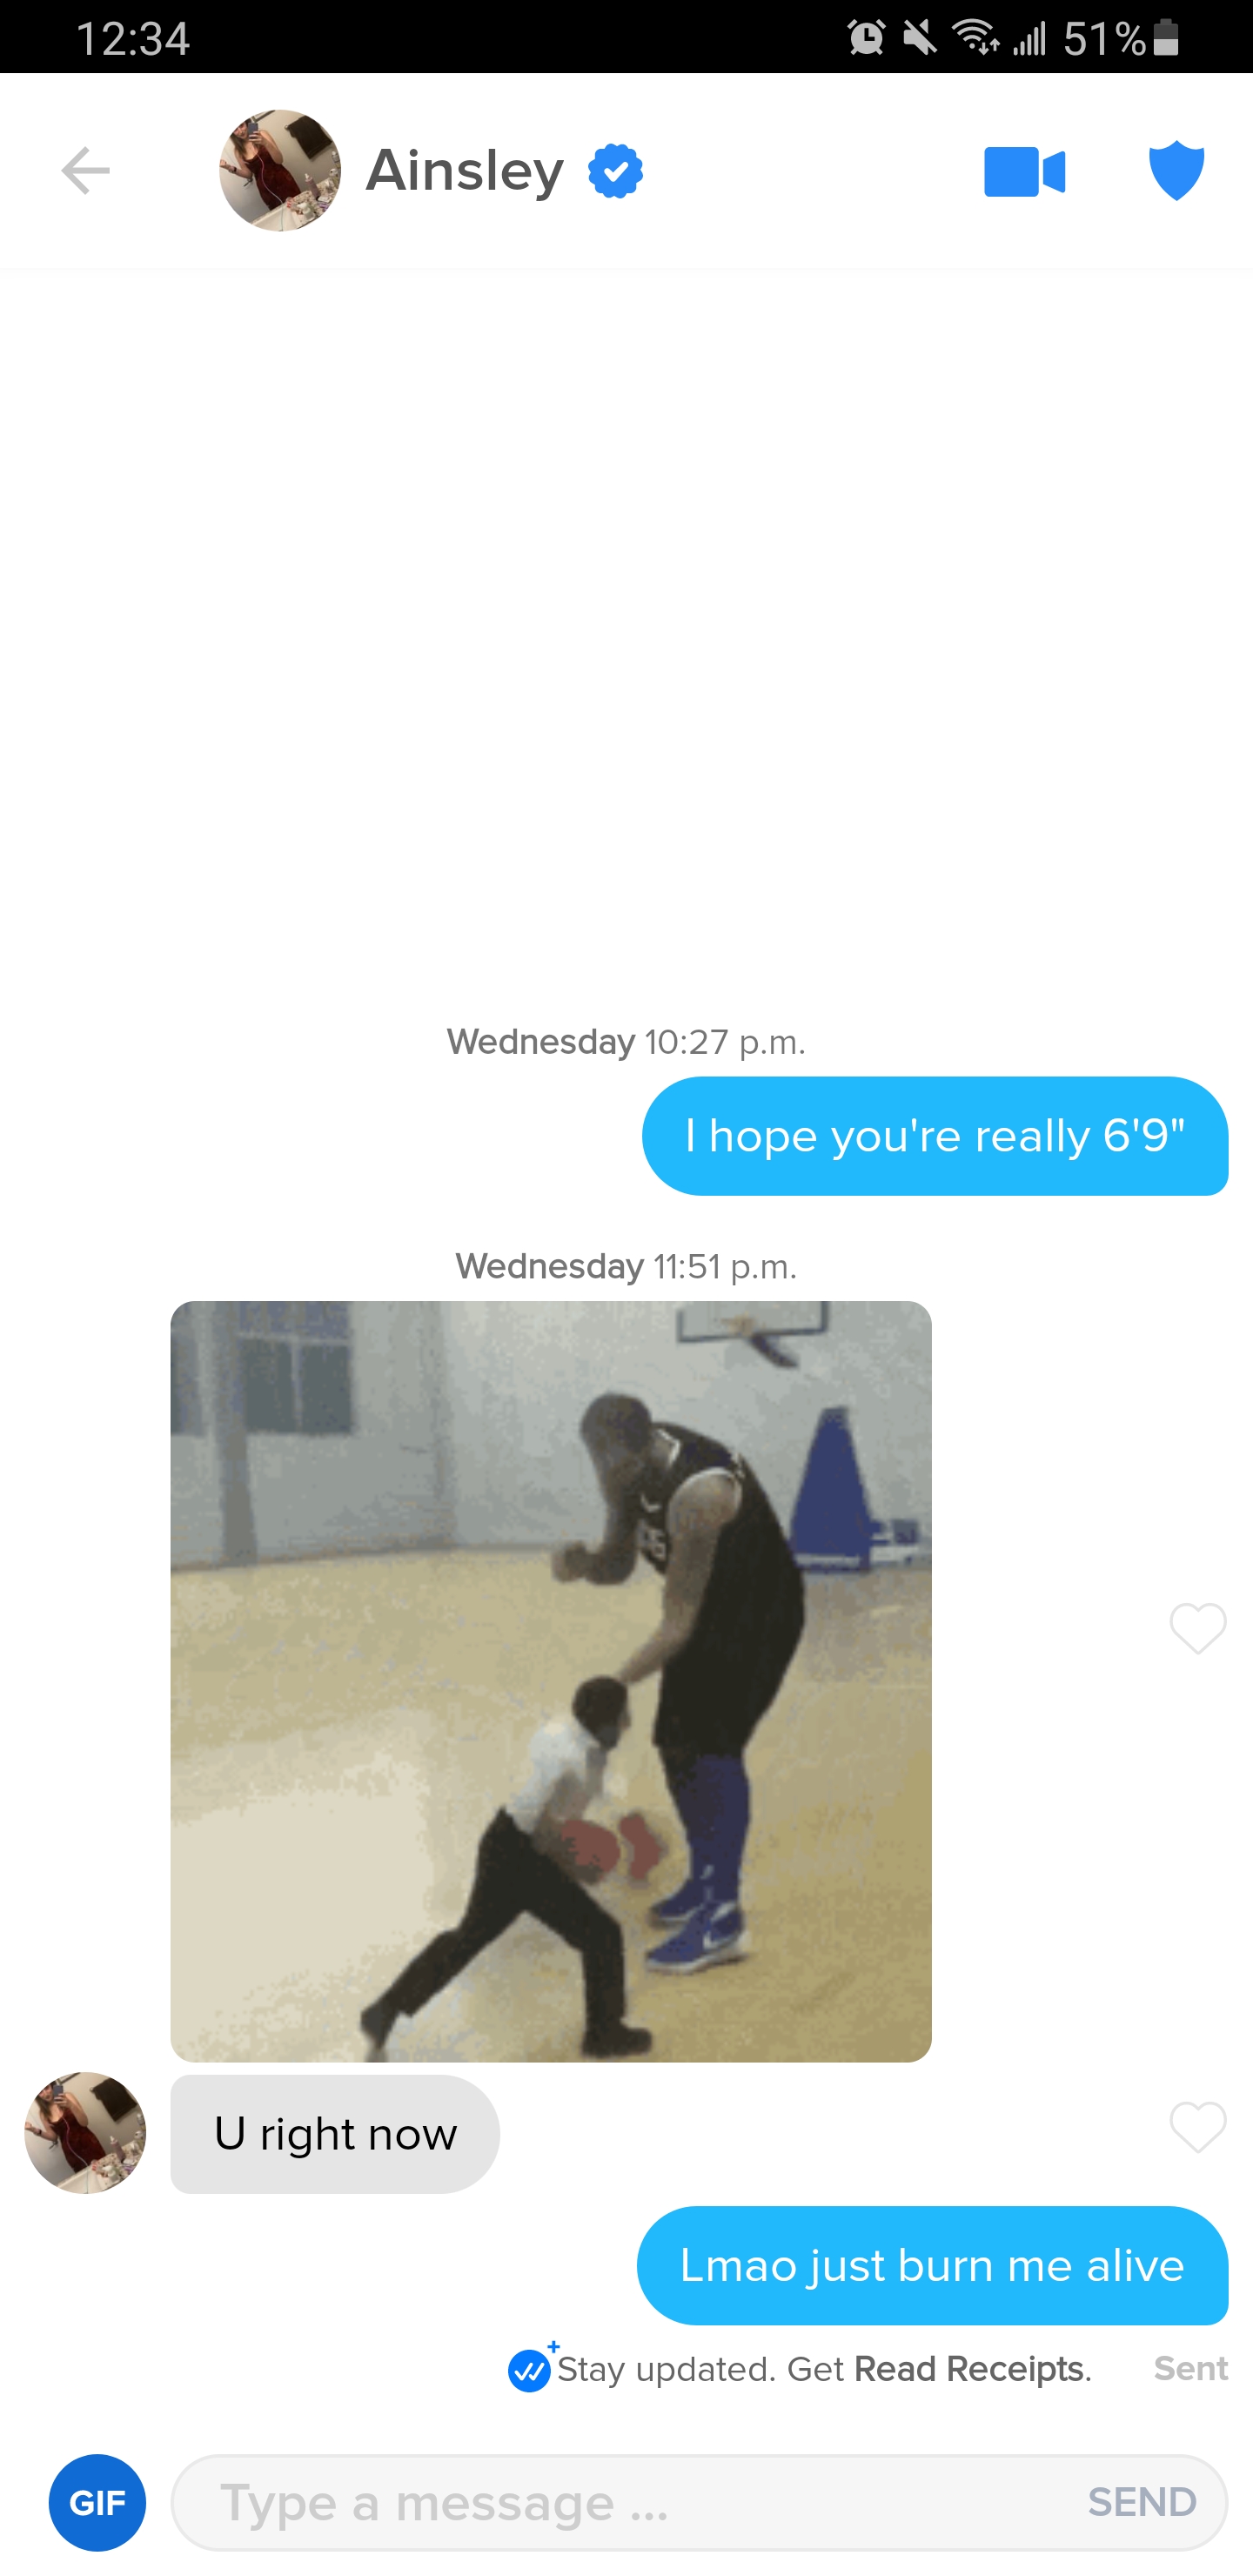 12:34
51%
Ainsley
Wednesday 10:27 p.m.
I hope you're really 6'9"
Wednesday 11:51 p.m.
U right now
Lmao just burn me alive
Stay updated. Get Read Receipts.
Sent
GIF
Type a message ...
SEND